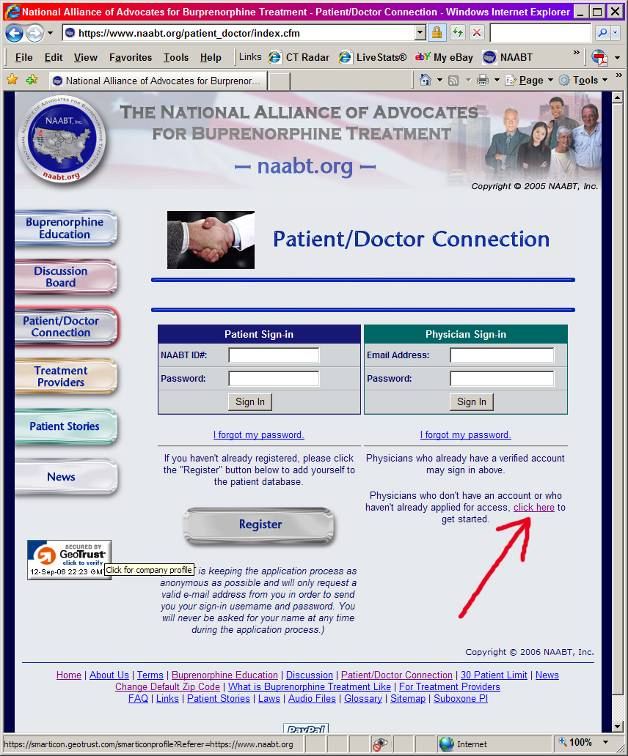 National Alliance of Advocates for Burprenorphine Treatment - Patient/Doctor Connection - Windows Internet Explorer
https://www.naabt.org/patient_doctor/index.cfm
File Edit View Favorites Tools Help Links CT Radar LiveStats® My eBay NAABT
National Alliance of Advocates for Burprenor...
Page Tools
NAABT, Inc.
naabt.org
THE NATIONAL ALLIANCE OF ADVOCATES
FOR BUPRENORPHINE TREATMENT
— naabt.org —
Copyright © 2005 NAABT, Inc.
Buprenorphine
Education
Discussion
Board
Patient/Doctor
Connection
Treatment
Providers
Patient Stories
News
Patient/Doctor Connection
Patient Sign-in
NAABT ID#:
Password:
Sign In
I forgot my password.
If you haven't already registered, please click
the "Register" button below to add yourself to
the patient database.
Register
Physician Sign-in
Email Address:
Password:
Sign In
I forgot my password.
Physicians who already have a verified account
may sign in above.
Physicians who don't have an account or who
haven't already applied for access, click here to
get started.
SECURED BY
GeoTrust
click to verify
12-Sep-06 22:23 GM
Click for company profile
is keeping the application process as
anonymous as possible and will only request a
valid e-mail address from you in order to send
you your sign-in username and password. You
will never be asked for your name at any time
during the application process.)
Copyright © 2006 NAABT, Inc.
Home | About Us | Terms | Buprenorphine Education | Discussion | Patient/Doctor Connection | 30 Patient Limit | News
Change Default Zip Code | What is Buprenorphine Treatment Like | For Treatment Providers
FAQ | Links | Patient Stories | Laws | Audio Files | Glossary | Sitemap | Suboxone PI
PayPal
https://smarticon.geotrust.com/smarticonprofile?Referer=https://www.naabt.org
Internet
100%